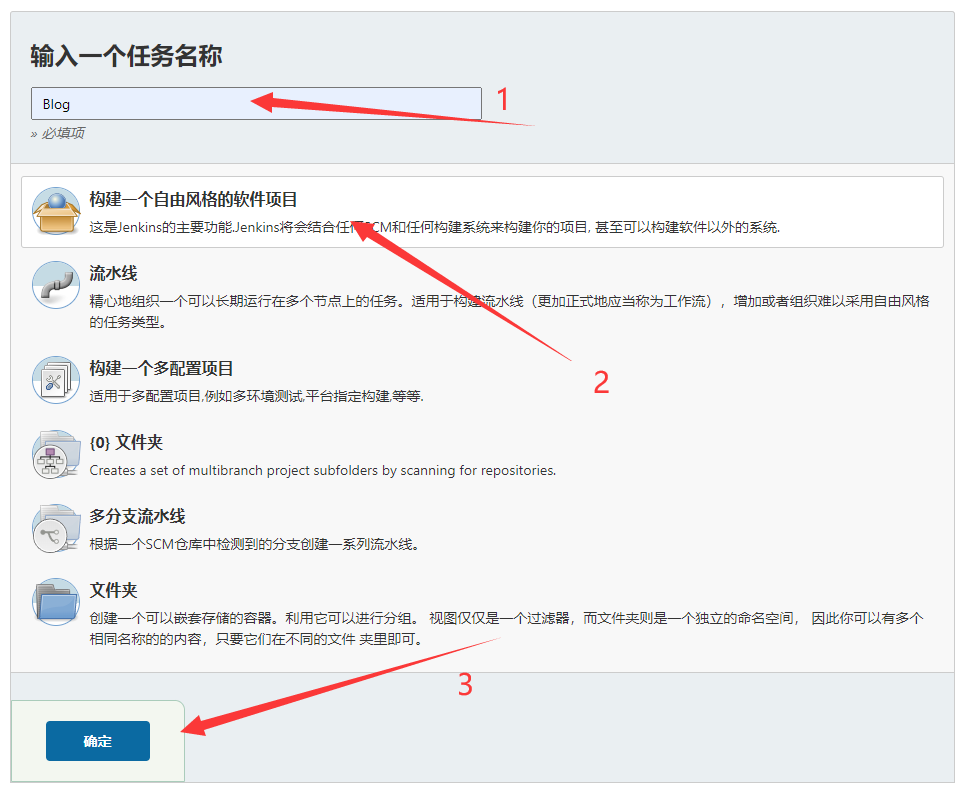 输入一个任务名称
Blog
1
» 必填项
构建一个自由风格的软件项目
这是Jenkins的主要功能.Jenkins将会结合任何SCM和任何构建系统来构建你的项目, 甚至可以构建软件以外的系统.
流水线
精心地组织一个可以长期运行在多个节点上的任务。适用于构建流水线（更加正式地应当称为工作流），增加或者组织难以采用自由风格
的任务类型。
构建一个多配置项目
2
适用于多配置项目,例如多环境测试,平台指定构建,等等.
{0} 文件夹
Creates a set of multibranch project subfolders by scanning for repositories.
多分支流水线
根据一个SCM仓库中检测到的分支创建一系列流水线。
文件夹
创建一个可以嵌套存储的容器。利用它可以进行分组。 视图仅仅是一个过滤器，而文件夹则是一个独立的命名空间， 因此你可以有多个
相同名称的的内容，只要它们在不同的文件 夹里即可。
3
确定